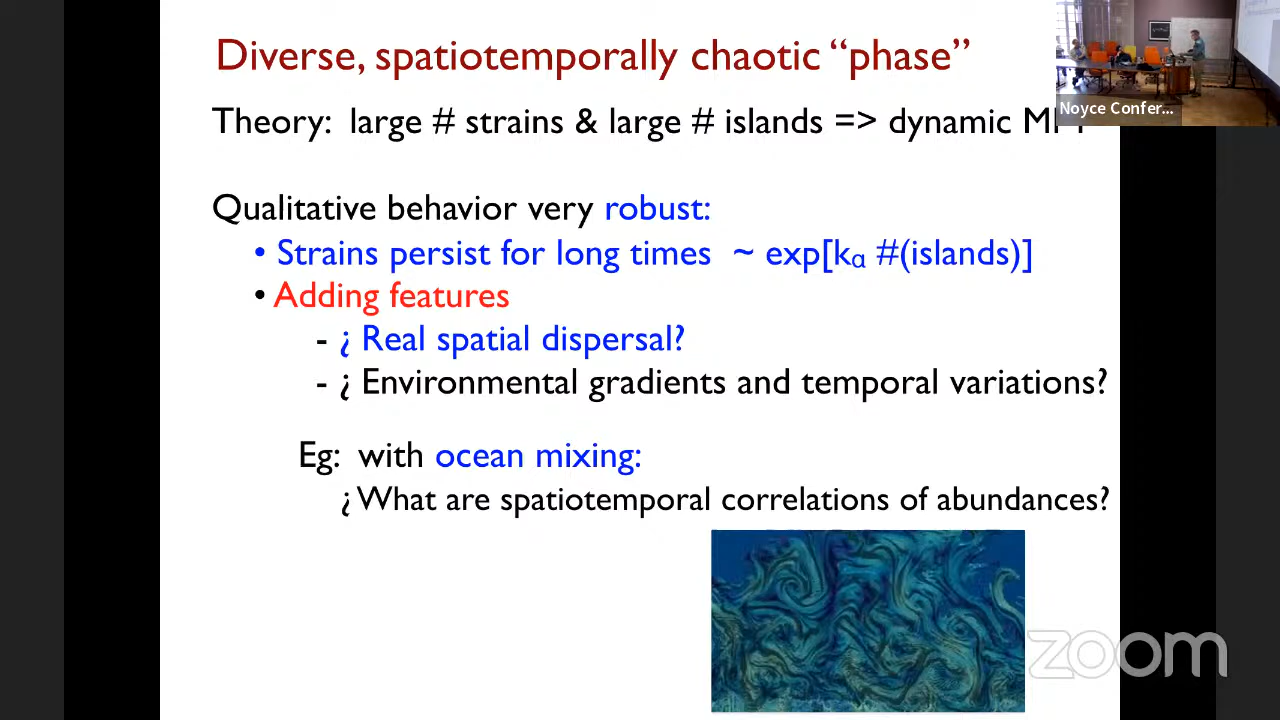 Diverse, spatiotemporally chaotic “phase”
Theory: large # strains & large # islands => dynamic
Noyce Confer...
Qualitative behavior very robust:
• Strains persist for long times ~ exp[kα #(islands)]
• Adding features
- ¿ Real spatial dispersal?
- ¿ Environmental gradients and temporal variations?
Eg: with ocean mixing:
¿ What are spatiotemporal correlations of abundances?
zoom